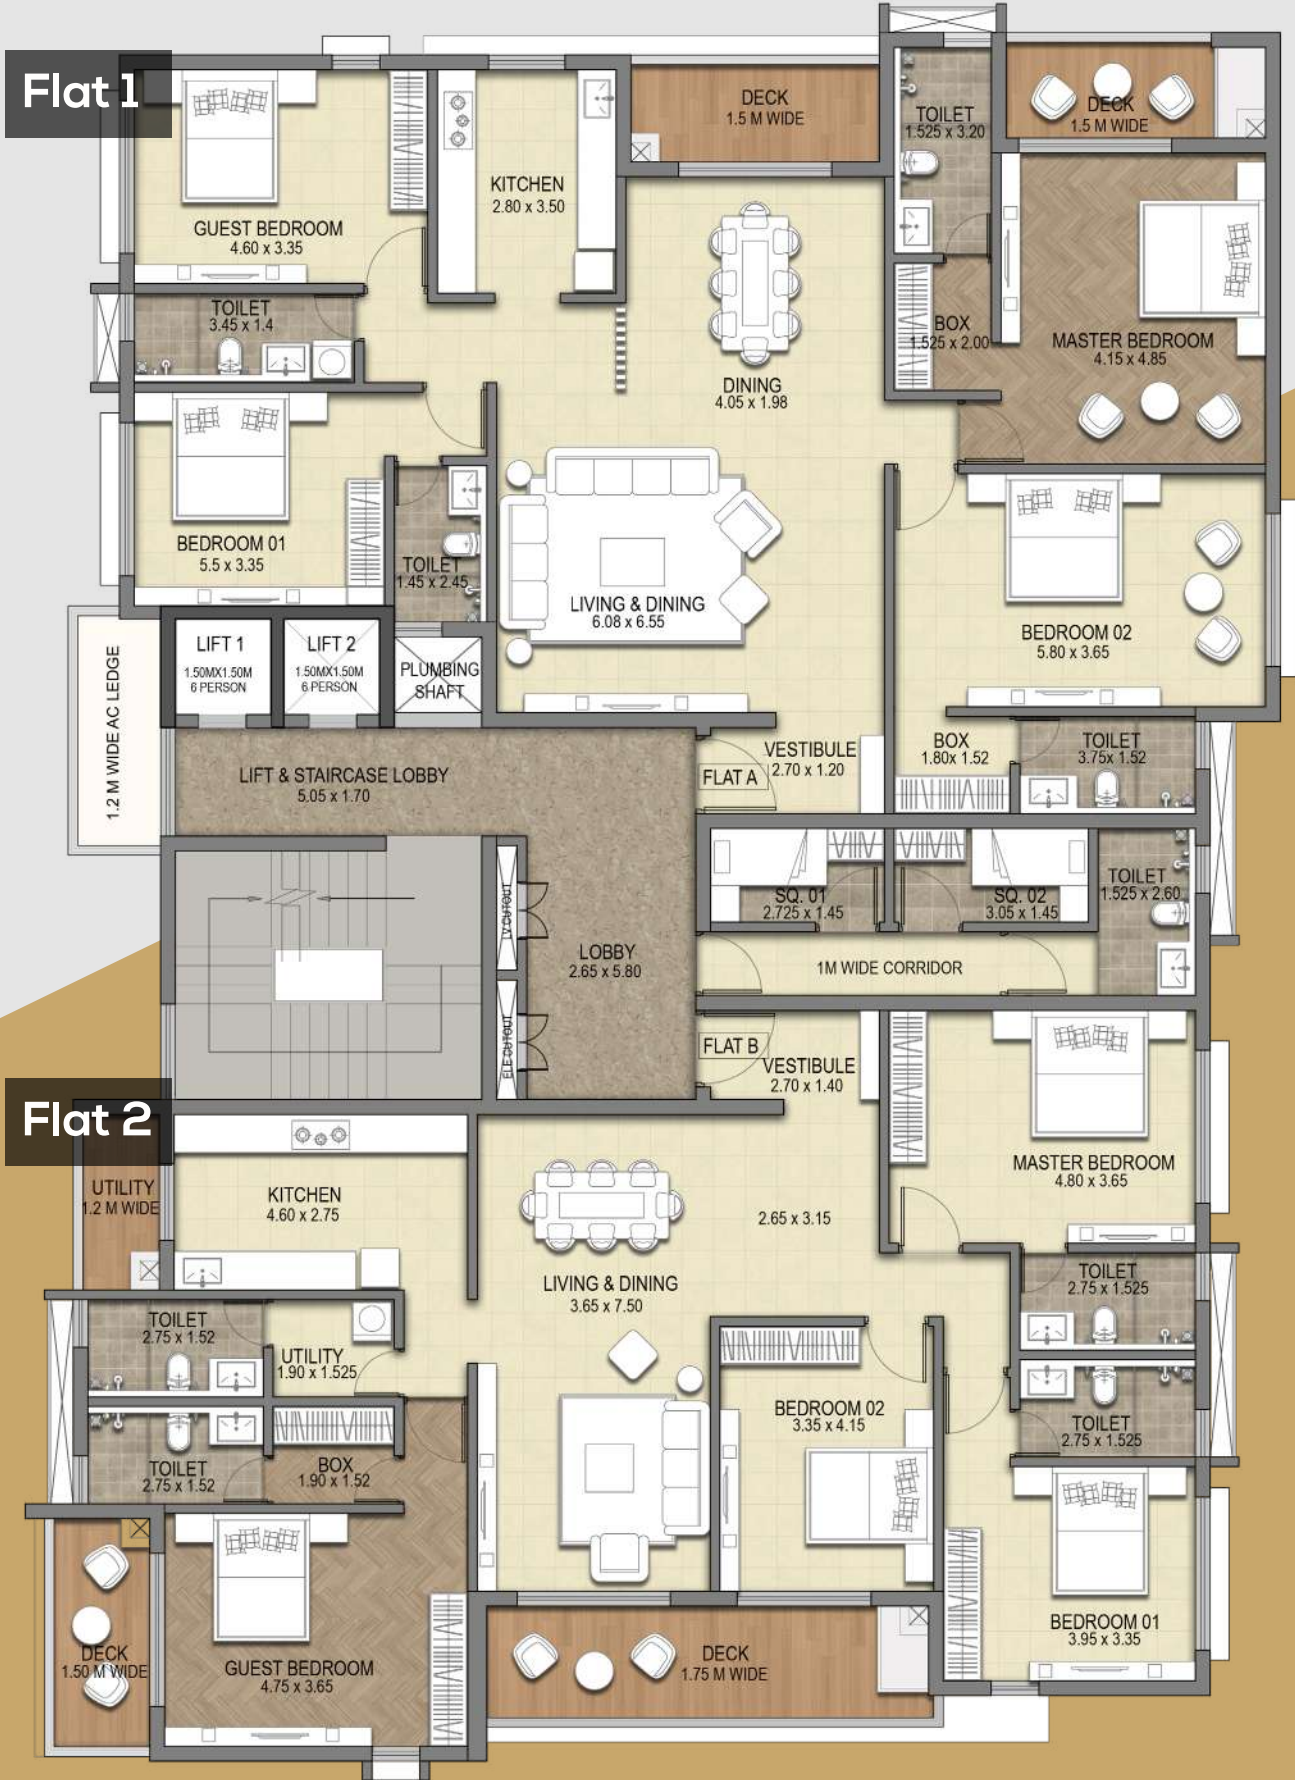 Flat 1
DECK
1.5 M WIDE
TOILET
1.525 x 3.20
DECK
1.5 M WIDE
KITCHEN
2.80 x 3.50
GUEST BEDROOM
4.60 x 3.35
TOILET
3.45 x 1.4
BOX
1.525 x 2.00
MASTER BEDROOM
4.15 x 4.85
DINING
4.05 x 1.98
BEDROOM 01
5.5 x 3.35
TOILET
1.45 x 2.45
LIVING & DINING
6.08 x 6.55
BEDROOM 02
5.80 x 3.65
LIFT 1
1.50MX1.50M
6 PERSON
LIFT 2
1.50MX1.50M
6 PERSON
PLUMBING
SHAFT
1.2 M WIDE AC LEDGE
LIFT & STAIRCASE LOBBY
5.05 x 1.70
FLAT A
VESTIBULE
2.70 x 1.20
BOX
1.80x 1.52
TOILET
3.75x 1.52
SQ. 01
2.725 x 1.45
SQ. 02
3.05 x 1.45
TOILET
1.525 x 2.60
LV CUTOUT
LOBBY
2.65 x 5.80
1M WIDE CORRIDOR
ELE CUTOUT
FLAT B
VESTIBULE
2.70 x 1.40
Flat 2
UTILITY
1.2 M WIDE
KITCHEN
4.60 x 2.75
MASTER BEDROOM
4.80 x 3.65
2.65 x 3.15
LIVING & DINING
3.65 x 7.50
TOILET
2.75 x 1.525
TOILET
2.75 x 1.52
UTILITY
1.90 x 1.525
BEDROOM 02
3.35 x 4.15
TOILET
2.75 x 1.525
TOILET
2.75 x 1.52
BOX
1.90 x 1.52
DECK
1.50 M WIDE
GUEST BEDROOM
4.75 x 3.65
DECK
1.75 M WIDE
BEDROOM 01
3.95 x 3.35